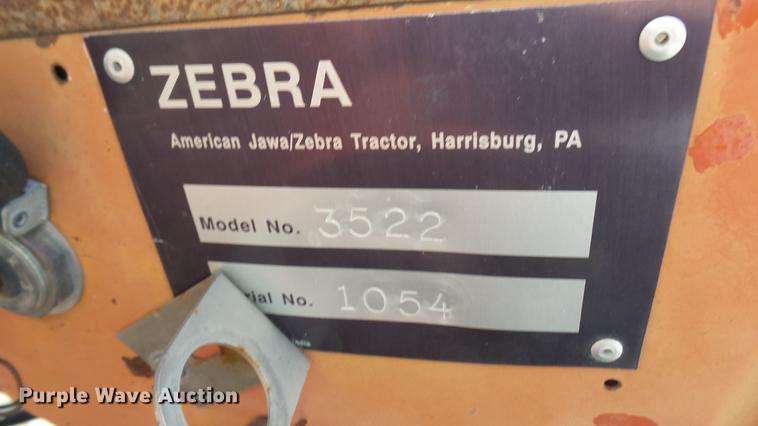 ZEBRA
American Jawa/Zebra Tractor, Harrisburg, PA
Model No. 3522
No. 1054
Purple Wave Auction